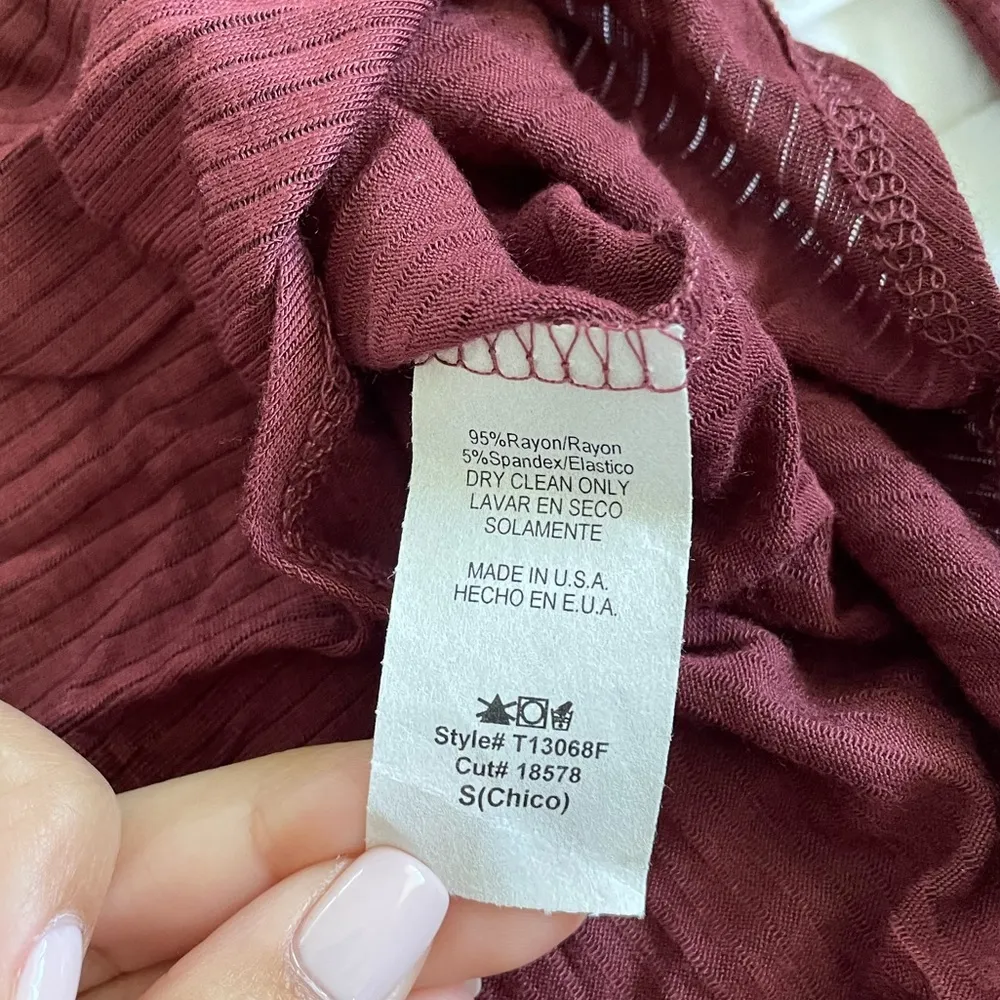 95%Rayon/Rayon
5%Spandex/Elastico
DRY CLEAN ONLY
LAVAR EN SECO
SOLAMENTE
MADE IN U.S.A.
HECHO EN E.U.A.
Style# T13068F
Cut# 18578
S(Chico)